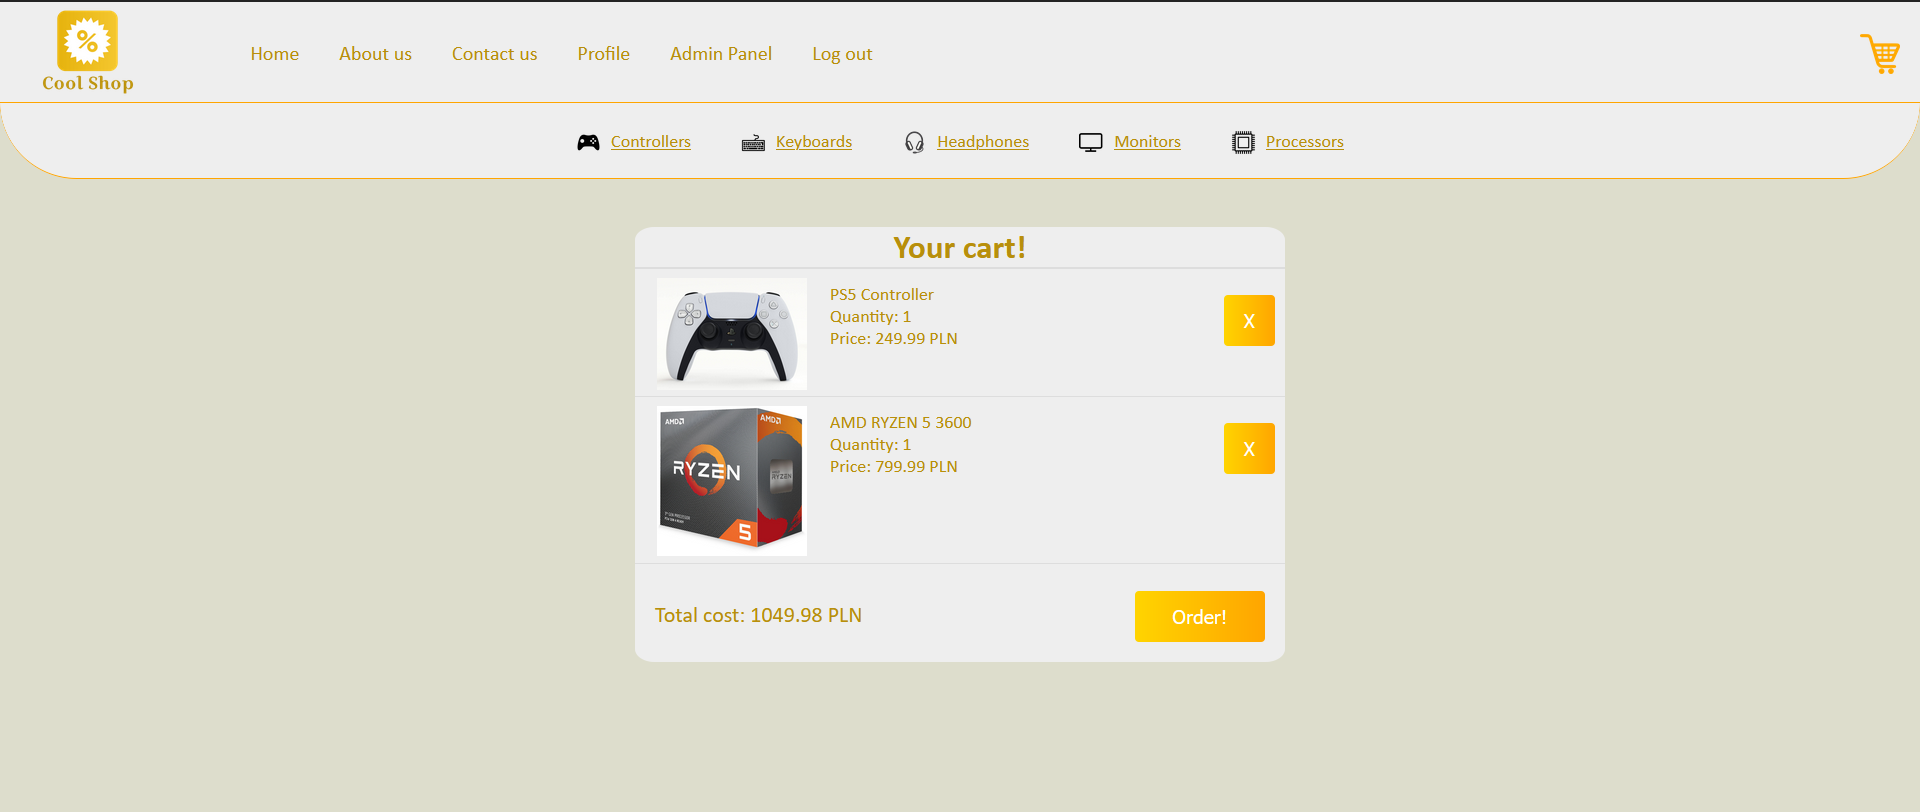 Cool Shop
Home
About us
Contact us
Profile
Admin Panel
Log out
Controllers
Keyboards
Headphones
Monitors
Processors
Your cart!
PS5 Controller
Quantity: 1
Price: 249.99 PLN
X
AMD
AMD
RYZEN
RYZEN
5
AMD RYZEN 5 3600
Quantity: 1
Price: 799.99 PLN
X
Total cost: 1049.98 PLN
Order!